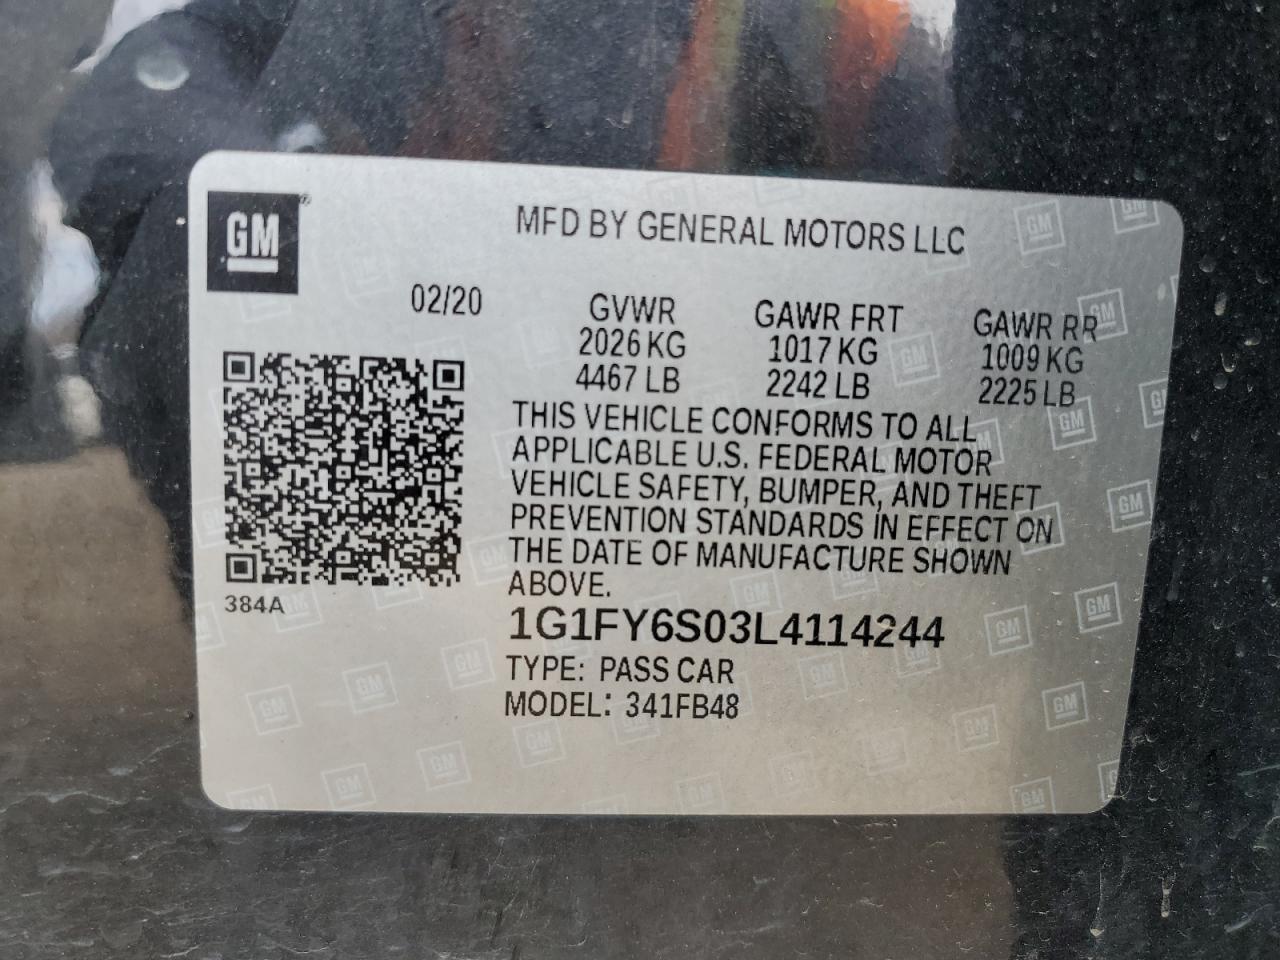 GM
MFD BY GENERAL MOTORS LLC
02/20
GVWR GAWR FRT GAWR RR
2026 KG 1017 KG 1009 KG
4467 LB 2242 LB 2225 LB
THIS VEHICLE CONFORMS TO ALL
APPLICABLE U.S. FEDERAL MOTOR
VEHICLE SAFETY, BUMPER, AND THEFT
PREVENTION STANDARDS IN EFFECT ON
THE DATE OF MANUFACTURE SHOWN
ABOVE.
384A
1G1FY6S03L4114244
TYPE: PASS CAR
MODEL: 341FB48